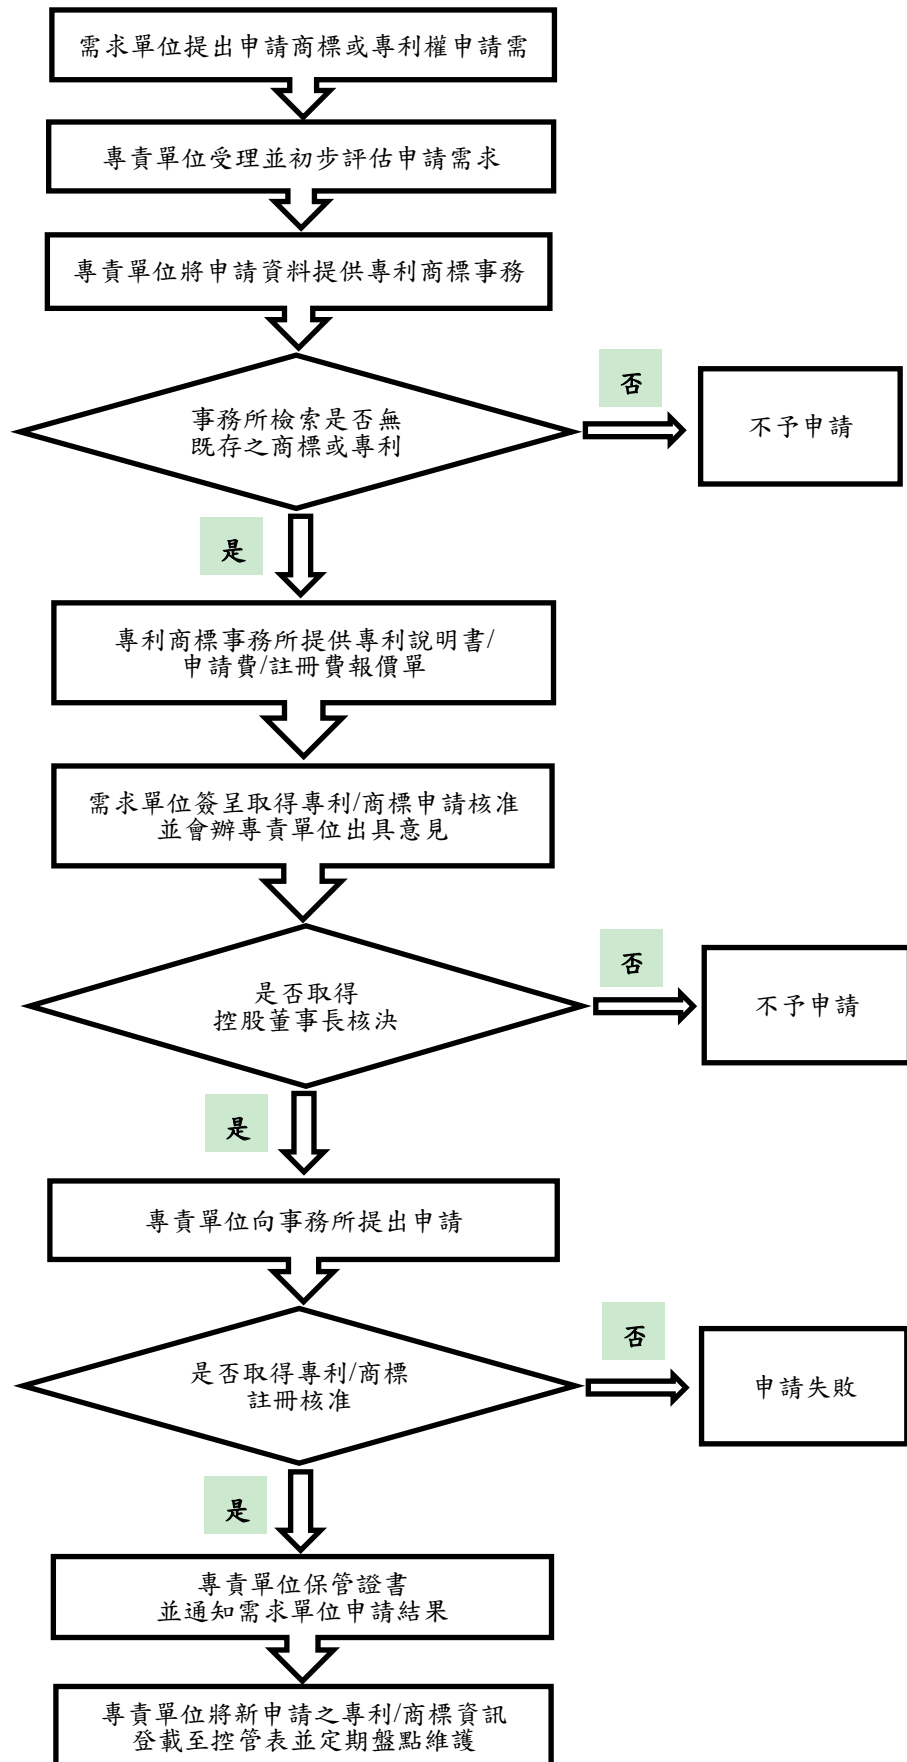 需求單位提出申請商標或專利權申請需
專責單位受理並初步評估申請需求
專責單位將申請資料提供專利商標事務
事務所檢索是否無
既存之商標或專利
否
不予申請
是
專利商標事務所提供專利說明書/
申請費/註冊費報價單
需求單位簽呈取得專利/商標申請核准
並會辦專責單位出具意見
是否取得
控股董事長核決
否
不予申請
是
專責單位向事務所提出申請
是否取得專利/商標
註冊核准
否
申請失敗
是
專責單位保管證書
並通知需求單位申請結果
專責單位將新申請之專利/商標資訊
登載至控管表並定期盤點維護